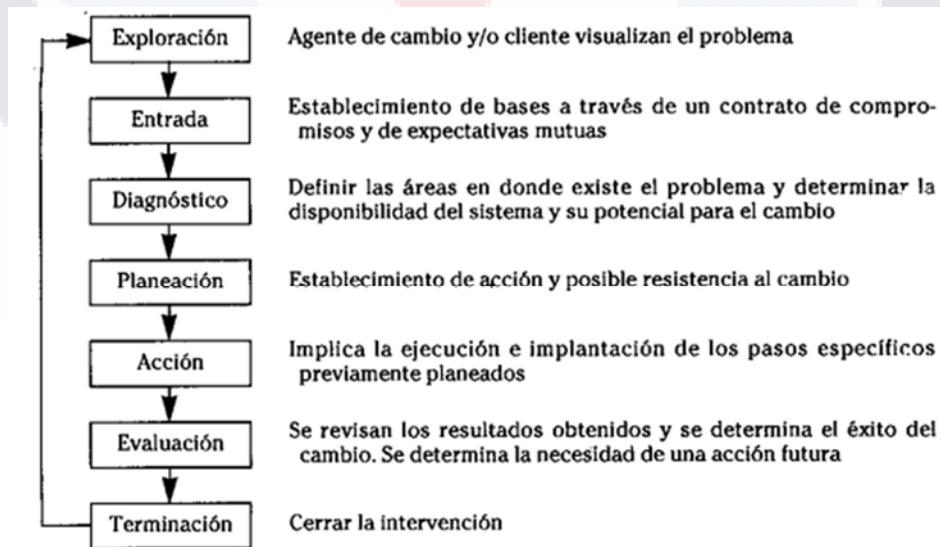 Exploración
Agente de cambio y/o cliente visualizan el problema
Entrada
Establecimiento de bases a través de un contrato de compro-
misos y de expectativas mutuas
Diagnóstico
Definir las áreas en donde existe el problema y determinar la
disponibilidad del sistema y su potencial para el cambio
Planeación
Establecimiento de acción y posible resistencia al cambio
Acción
Implica la ejecución e implantación de los pasos específicos
previamente planeados
Evaluación
Se revisan los resultados obtenidos y se determina el éxito del
cambio. Se determina la necesidad de una acción futura
Terminación
Cerrar la intervención